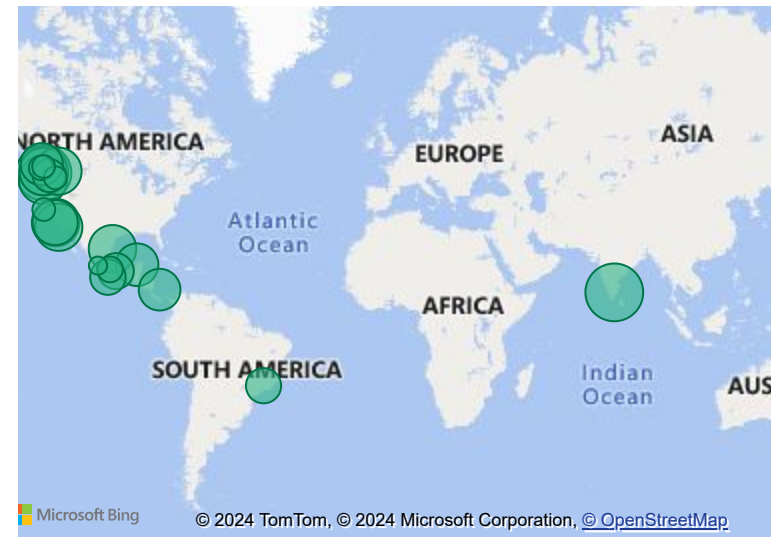 NORTH AMERICA
EUROPE
ASIA
Atlantic
Ocean
AFRICA
SOUTH AMERICA
Indian
Ocean
AUS
Microsoft Bing
© 2024 TomTom, © 2024 Microsoft Corporation, © OpenStreetMap